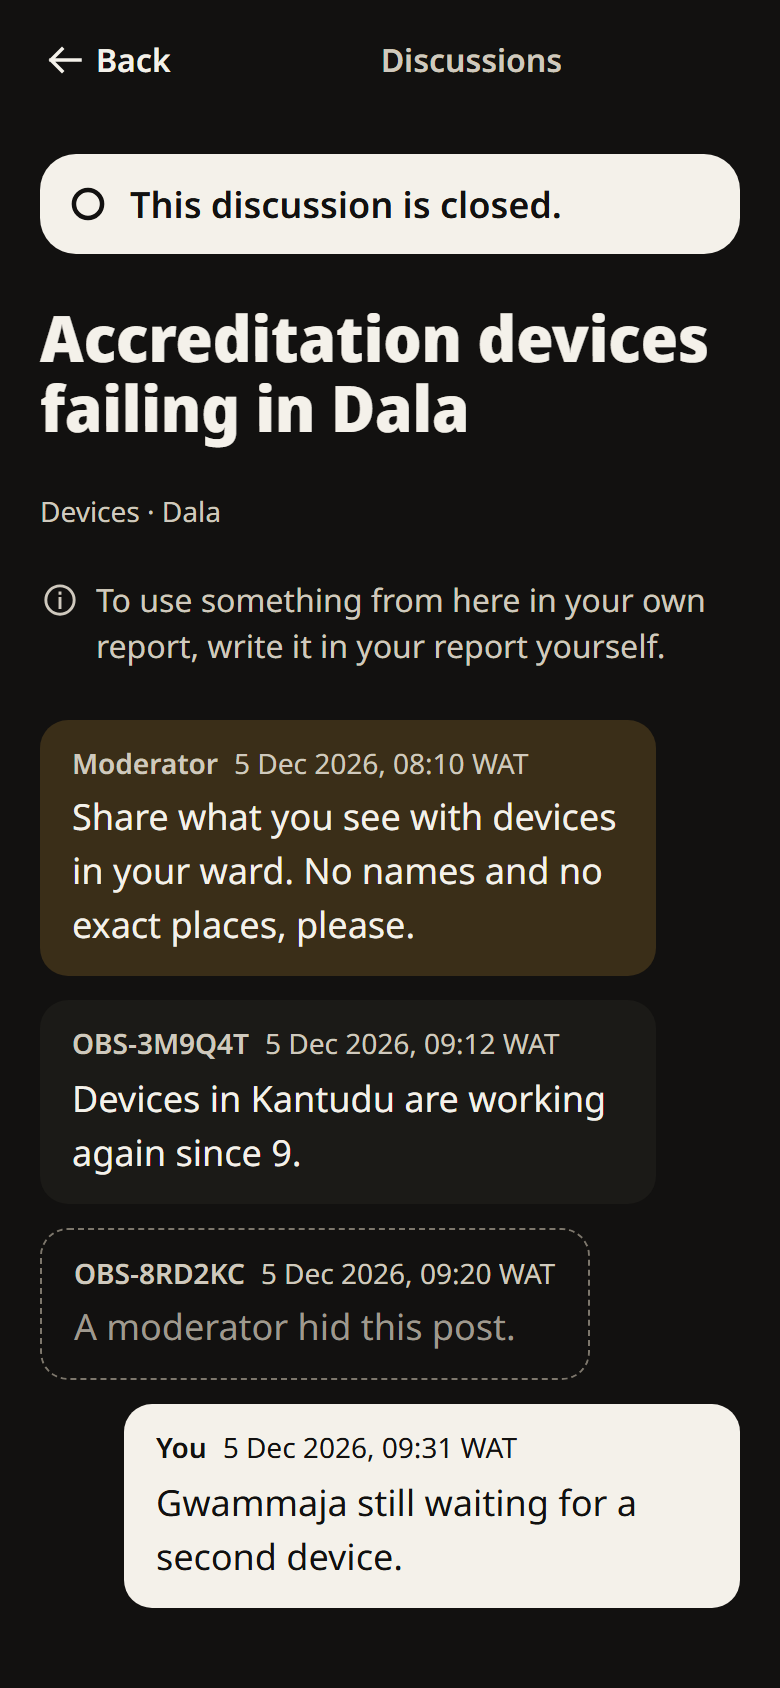 Back
Discussions
This discussion is closed.
Accreditation devices
failing in Dala
Devices · Dala
To use something from here in your own
report, write it in your report yourself.
Moderator 5 Dec 2026, 08:10 WAT
Share what you see with devices
in your ward. No names and no
exact places, please.
OBS-3M9Q4T 5 Dec 2026, 09:12 WAT
Devices in Kantudu are working
again since 9.
OBS-8RD2KC 5 Dec 2026, 09:20 WAT
A moderator hid this post.
You 5 Dec 2026, 09:31 WAT
Gwammaja still waiting for a
second device.